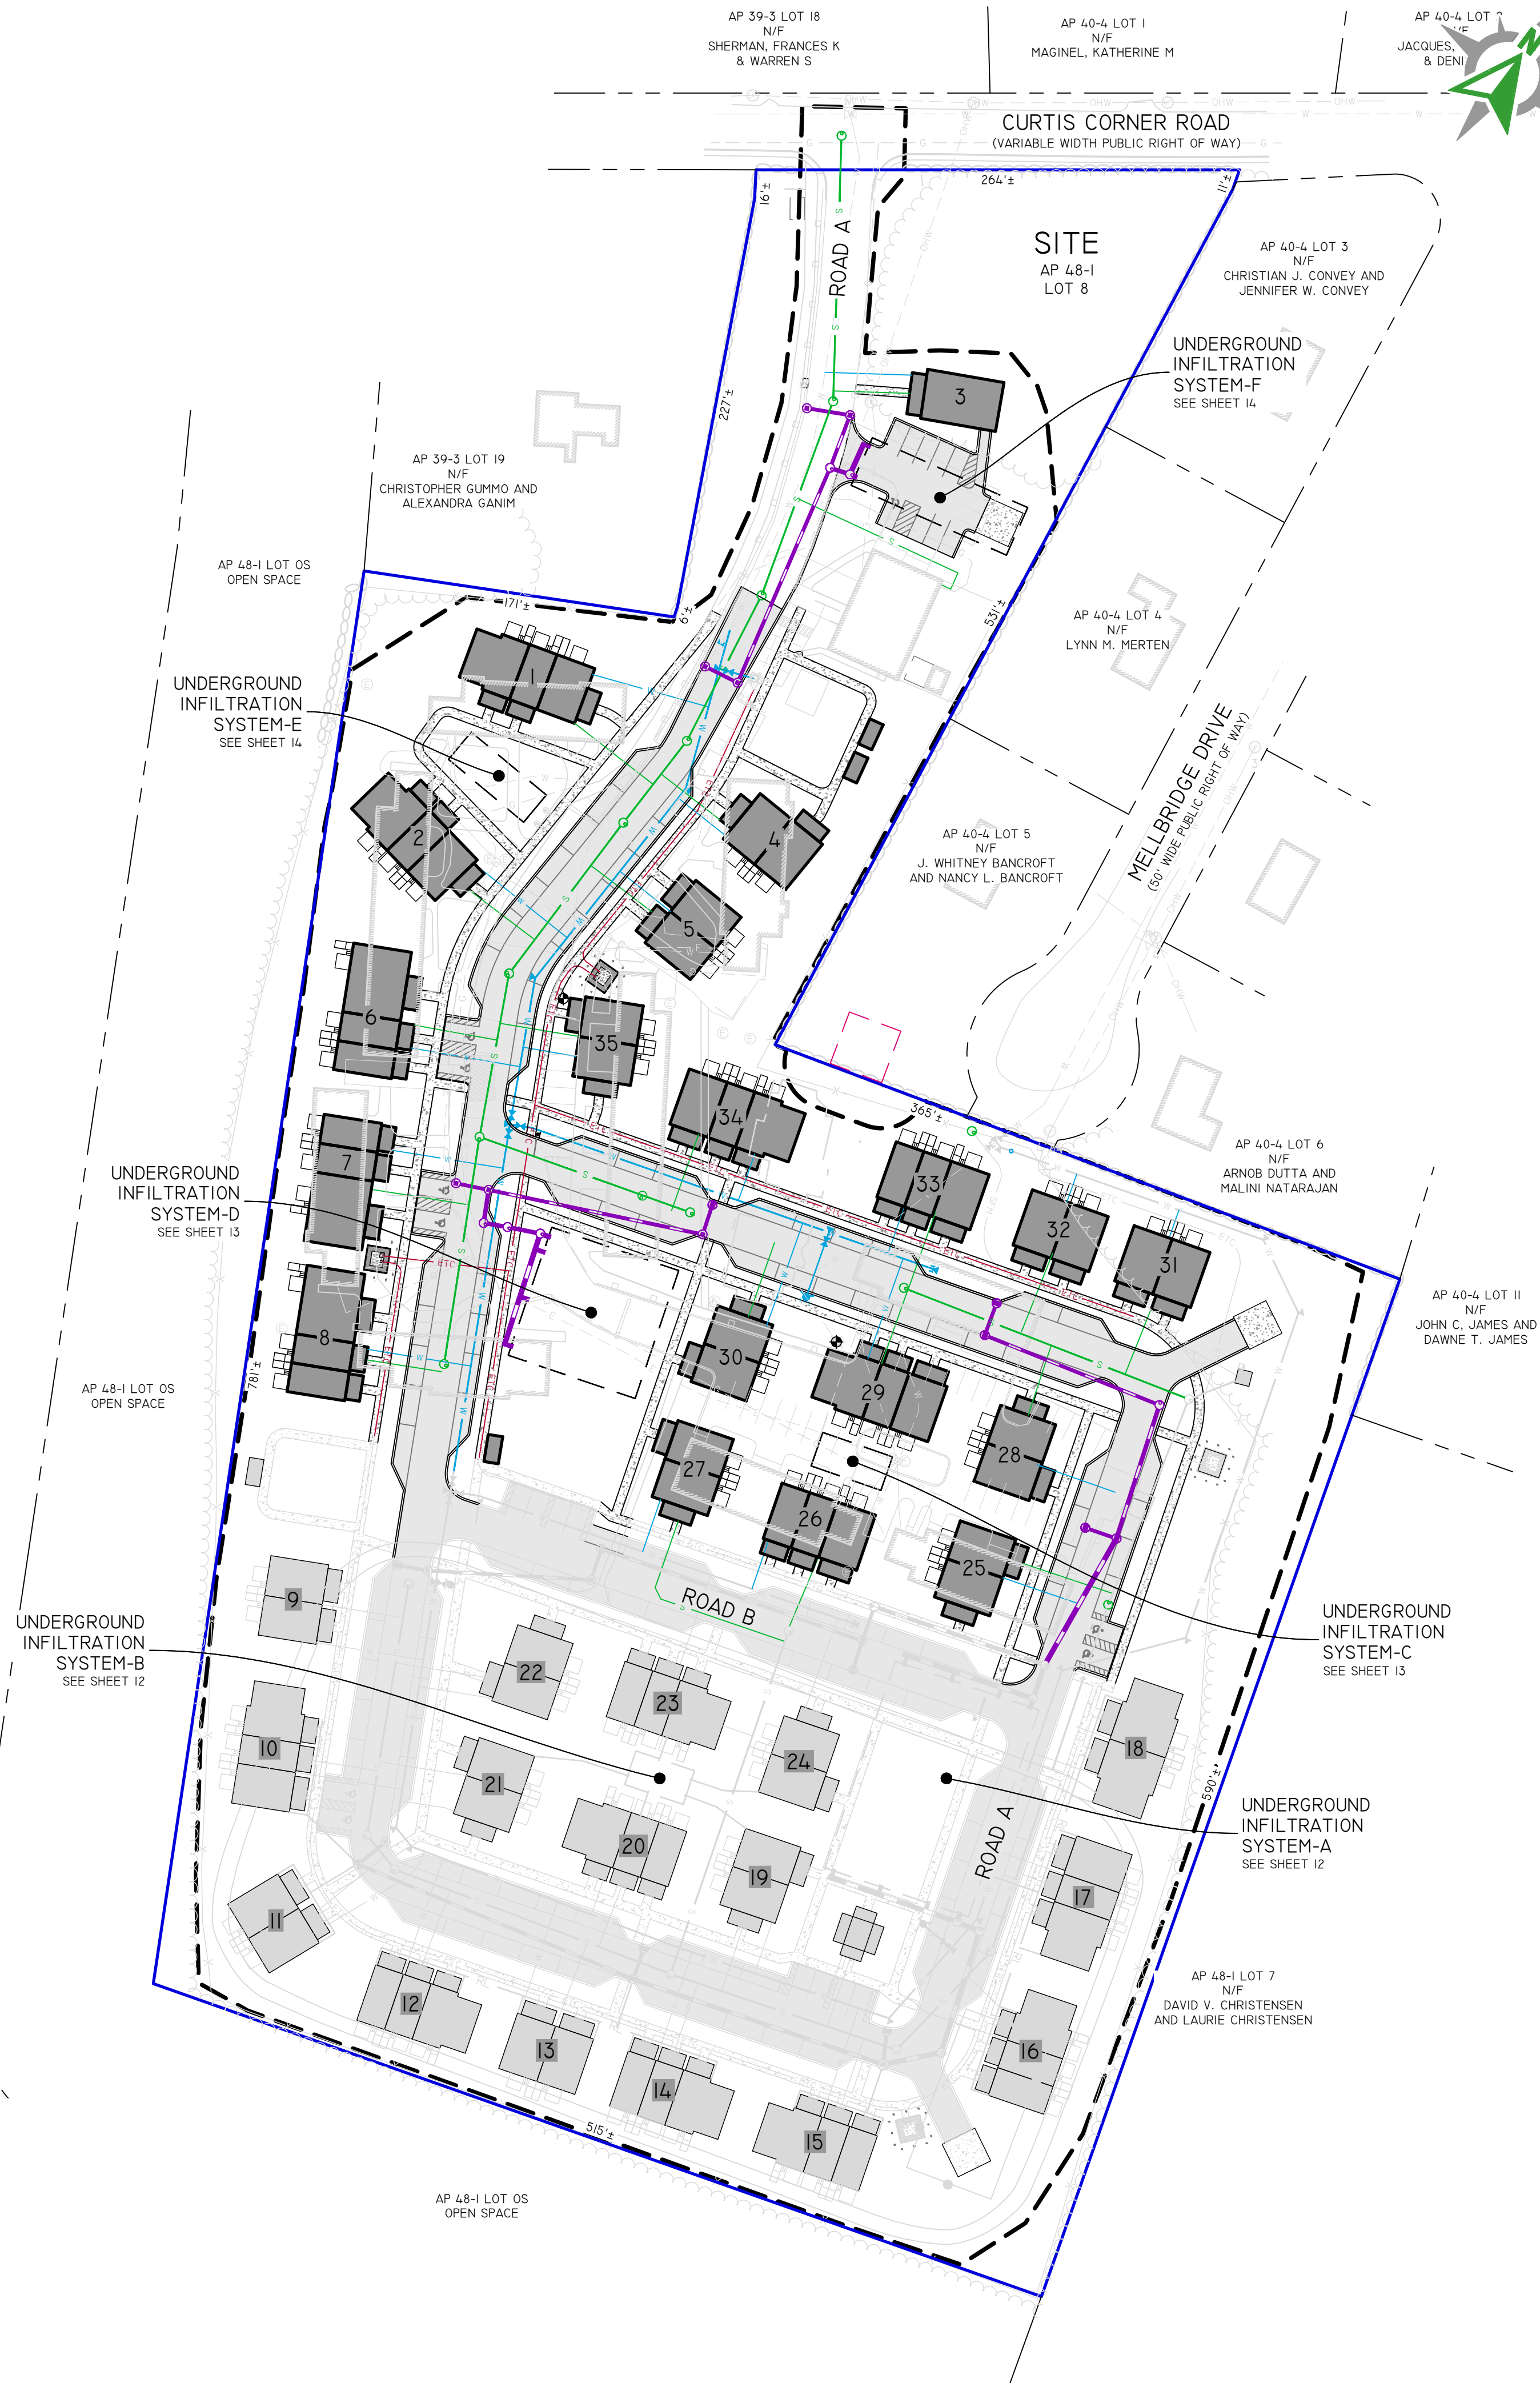 AP 39-3 LOT 18
N/F
SHERMAN, FRANCES K
& WARREN S
AP 40-4 LOT 1
N/F
MAGINEL, KATHERINE M
AP 40-4 LOT
JACQUES,
& DENI
N
CURTIS CORNER ROAD
(VARIABLE WIDTH PUBLIC RIGHT OF WAY)
264'±
16'±
11'±
ROAD A
SITE
AP 48-1
LOT 8
AP 40-4 LOT 3
N/F
CHRISTIAN J. CONVEY AND
JENNIFER W. CONVEY
UNDERGROUND
INFILTRATION
SYSTEM-F
SEE SHEET 14
3
227'±
AP 39-3 LOT 19
N/F
CHRISTOPHER GUMMO AND
ALEXANDRA GANIM
AP 48-1 LOT OS
OPEN SPACE
171'±
6'±
531'±
AP 40-4 LOT 4
N/F
LYNN M. MERTEN
UNDERGROUND
INFILTRATION
SYSTEM-E
SEE SHEET 14
1
2
4
5
MELLBRIDGE DRIVE
(50' WIDE PUBLIC RIGHT OF WAY)
AP 40-4 LOT 5
N/F
J. WHITNEY BANCROFT
AND NANCY L. BANCROFT
6
35
34
365'±
AP 40-4 LOT 6
N/F
ARNOB DUTTA AND
MALINI NATARAJAN
UNDERGROUND
INFILTRATION
SYSTEM-D
SEE SHEET 13
7
33
32
31
8
30
29
28
AP 40-4 LOT 11
N/F
JOHN C, JAMES AND
DAWNE T. JAMES
781'±
AP 48-1 LOT OS
OPEN SPACE
27
26
25
9
ROAD B
UNDERGROUND
INFILTRATION
SYSTEM-B
SEE SHEET 12
UNDERGROUND
INFILTRATION
SYSTEM-C
SEE SHEET 13
22
23
24
10
21
20
19
18
590'±
ROAD A
UNDERGROUND
INFILTRATION
SYSTEM-A
SEE SHEET 12
11
12
13
14
15
16
17
AP 48-1 LOT 7
N/F
DAVID V. CHRISTENSEN
AND LAURIE CHRISTENSEN
515'±
AP 48-1 LOT OS
OPEN SPACE